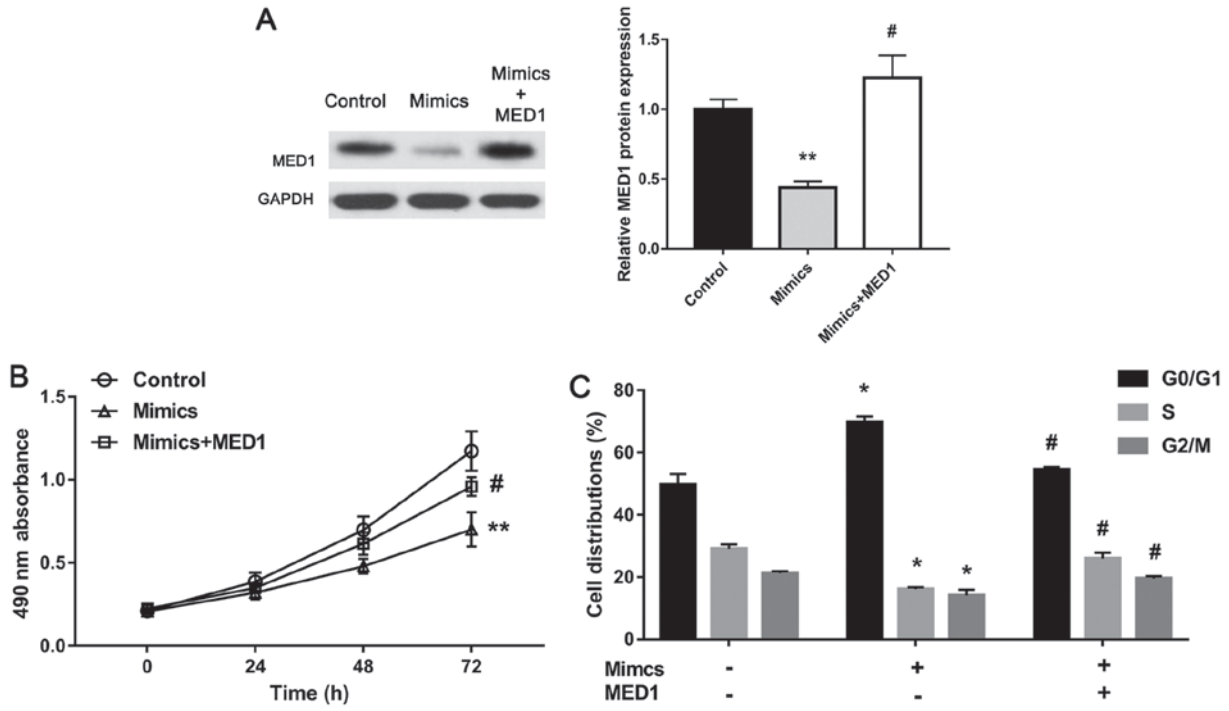 A
Control
Mimics
Mimics
+
MED1
MED1
GAPDH
Relative MED1 protein expression
1.5
1.0
0.5
0.0
**
#
Control
Mimics
Mimics+MED1
B
Control
Mimics
Mimics+MED1
490 nm absorbance
1.5
1.0
0.5
0.0
#
**
0 24 48 72
Time (h)
C
G0/G1
S
G2/M
Cell distributions (%)
80
60
40
20
0
*
* *
#
#
#
Mimcs - + +
MED1 - - +